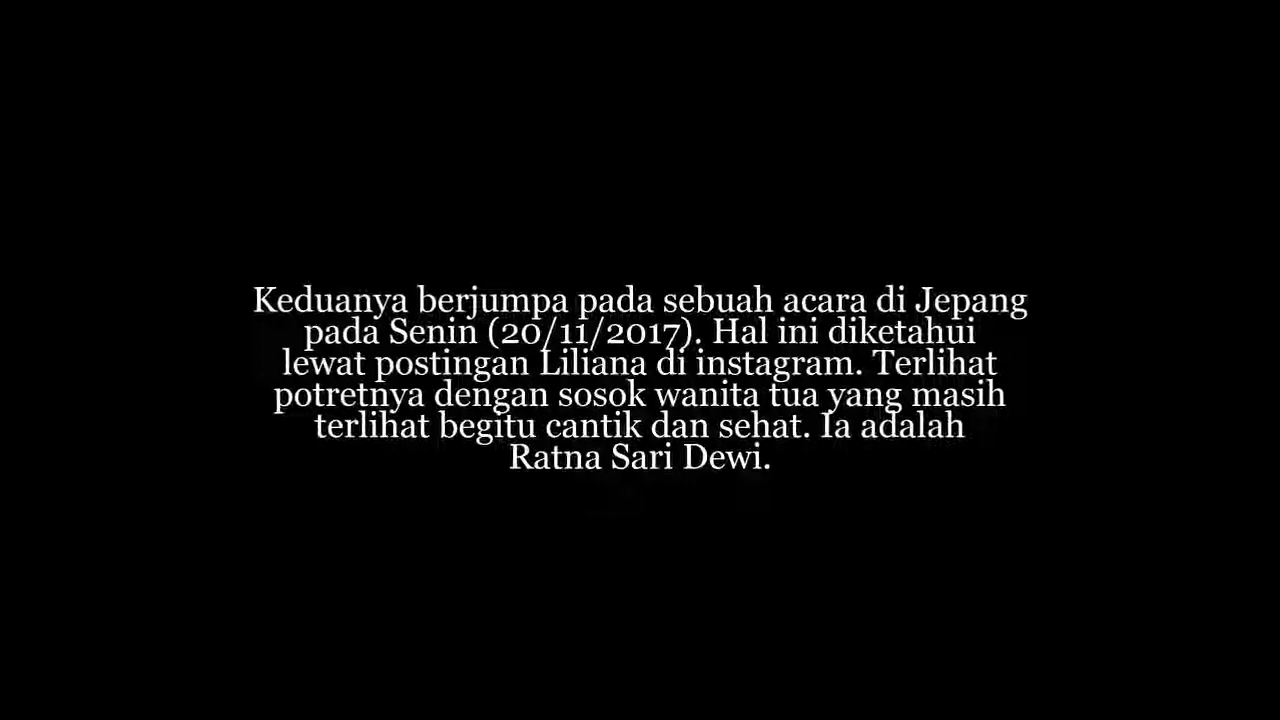 Keduanya berjumpa pada sebuah acara di Jepang
pada Senin (20/11/2017). Hal ini diketahui
lewat postingan Liliana di instagram. Terlihat
potretnya dengan sosok wanita tua yang masih
terlihat begitu cantik dan sehat. Ia adalah
Ratna Sari Dewi.